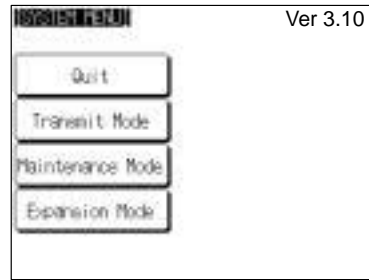 [SYSTEM MENU] Ver 3.10
Quit
Transmit Mode
Maintenance Mode
Expansion Mode